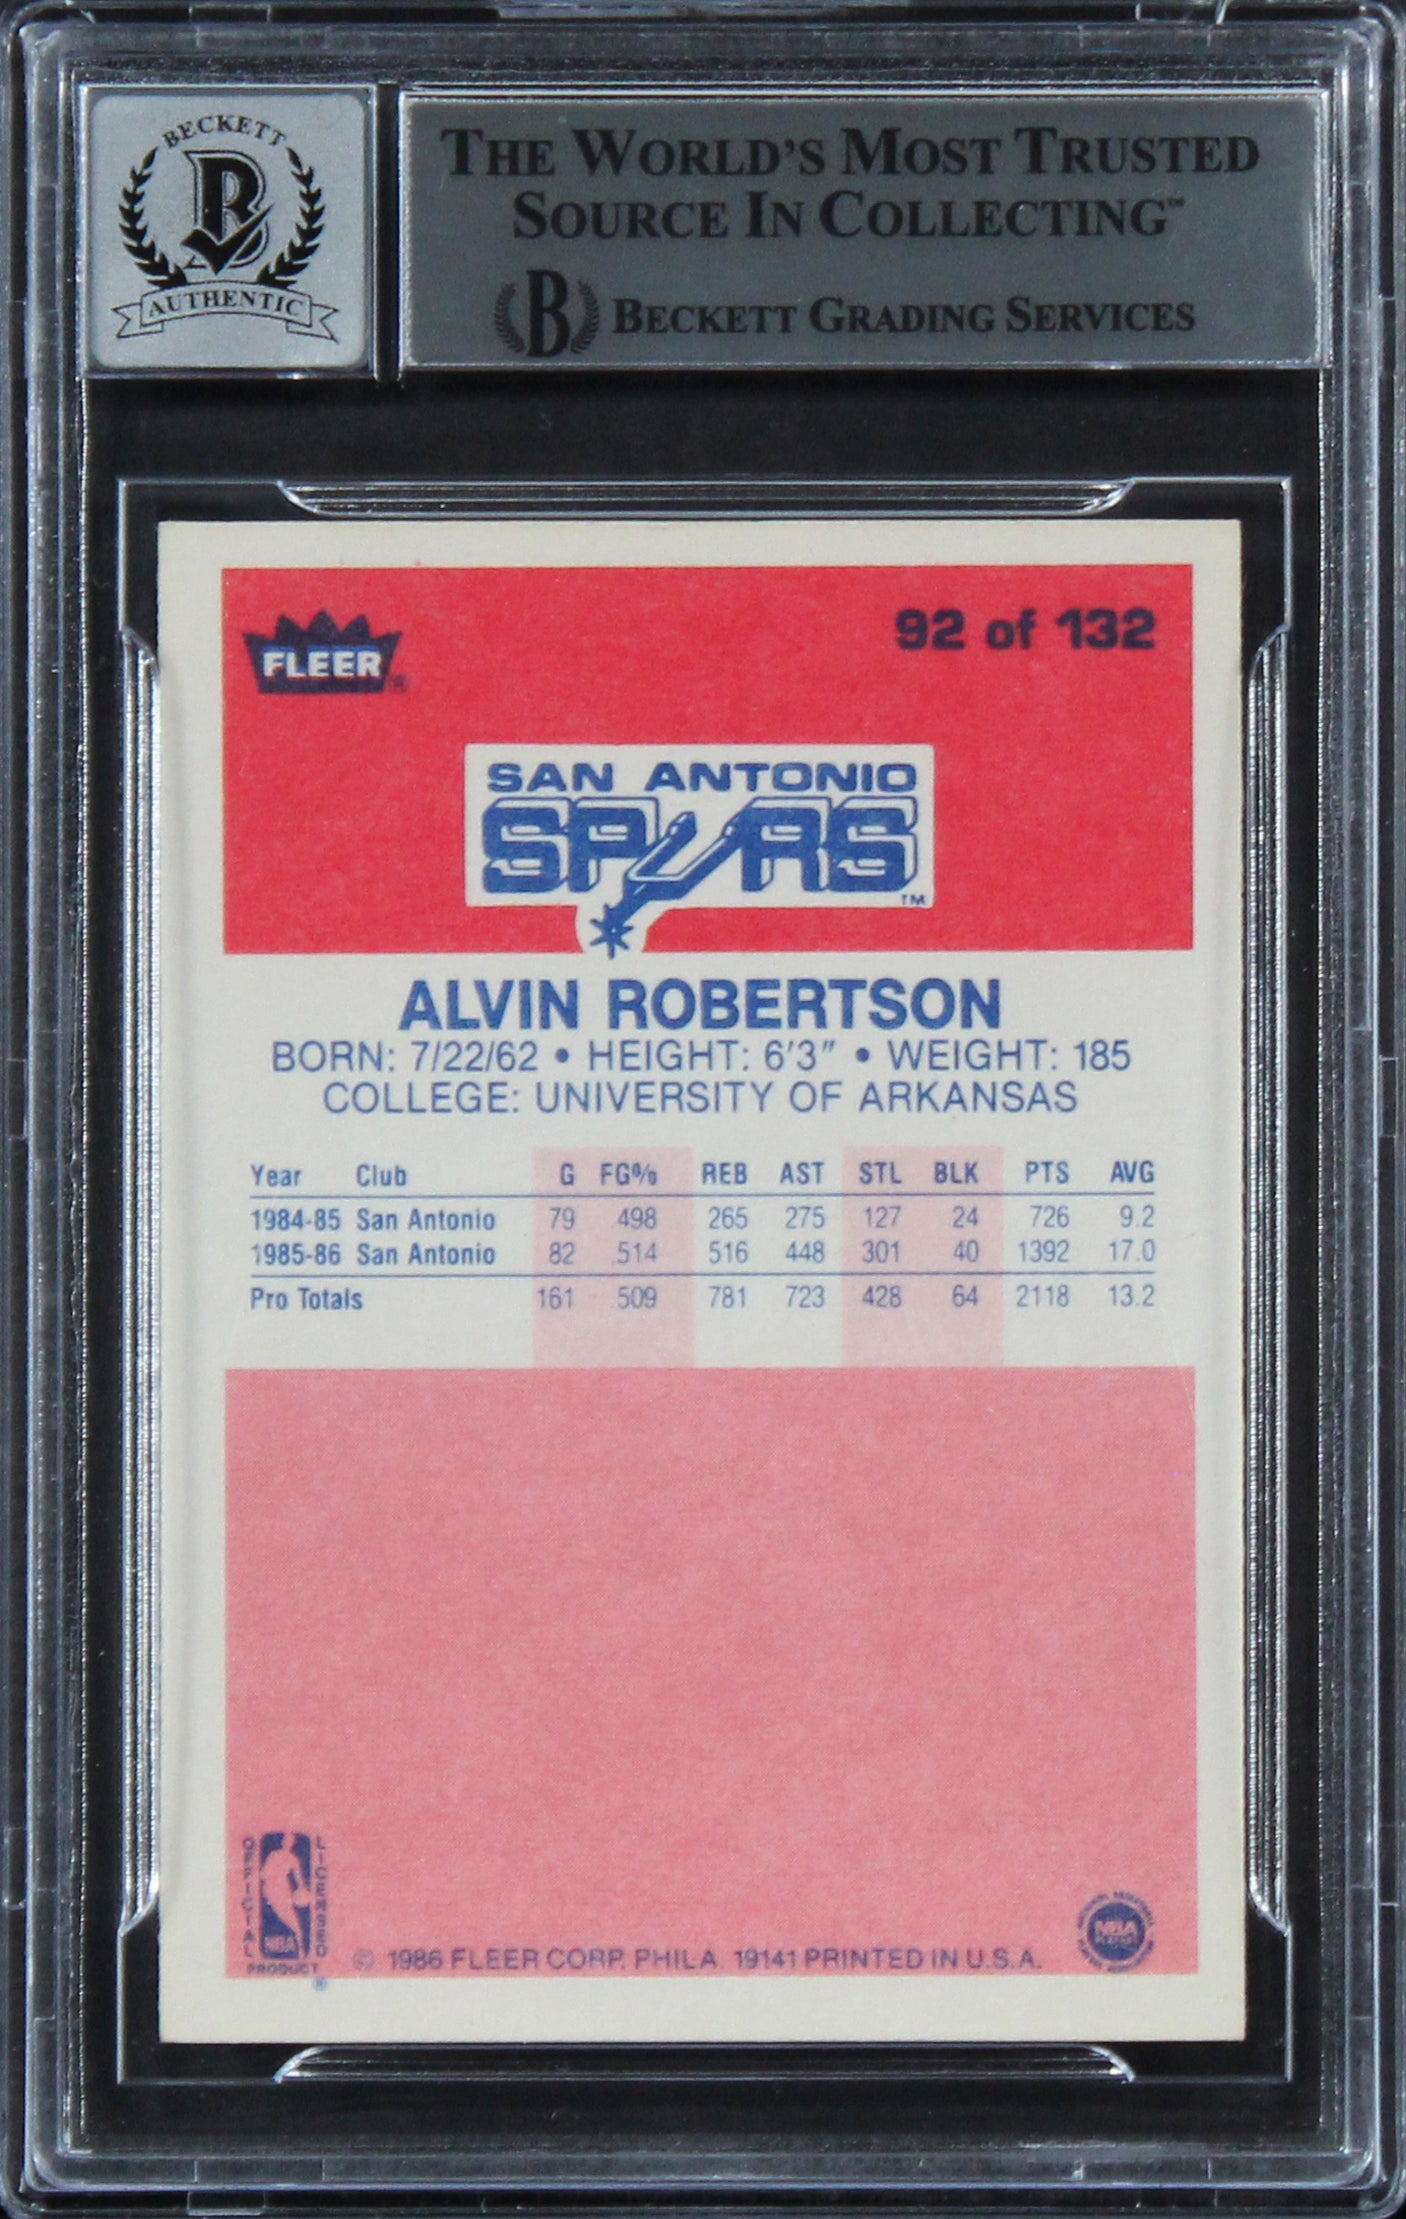 BECKETT
AUTHENTIC
THE WORLD'S MOST TRUSTED
SOURCE IN COLLECTING™
B BECKETT GRADING SERVICES
FLEER®
92 of 132
SAN ANTONIO
SPURS™
ALVIN ROBERTSON
BORN: 7/22/62 • HEIGHT: 6'3" • WEIGHT: 185
COLLEGE: UNIVERSITY OF ARKANSAS
Year Club G FG% REB AST STL BLK PTS AVG
1984-85 San Antonio 79 .498 265 275 127 24 726 9.2
1985-86 San Antonio 82 .514 516 448 301 40 1392 17.0
Pro Totals 161 .509 781 723 428 64 2118 13.2
OFFICIAL LICENSED
NBA
PRODUCT®
© 1986 FLEER CORP. PHILA. 19141 PRINTED IN U.S.A.
NBA